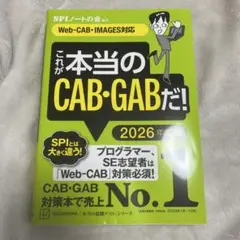 SPIノートの会 編著
Web-CAB・IMAGES対応
これが
本当の
CAB・GABだ!
2026年
SPIとは
大きく違う!
プログラマー、
SE志望者は
「Web-CAB」対策必須!
CAB・GAB
対策本で売上
No.1